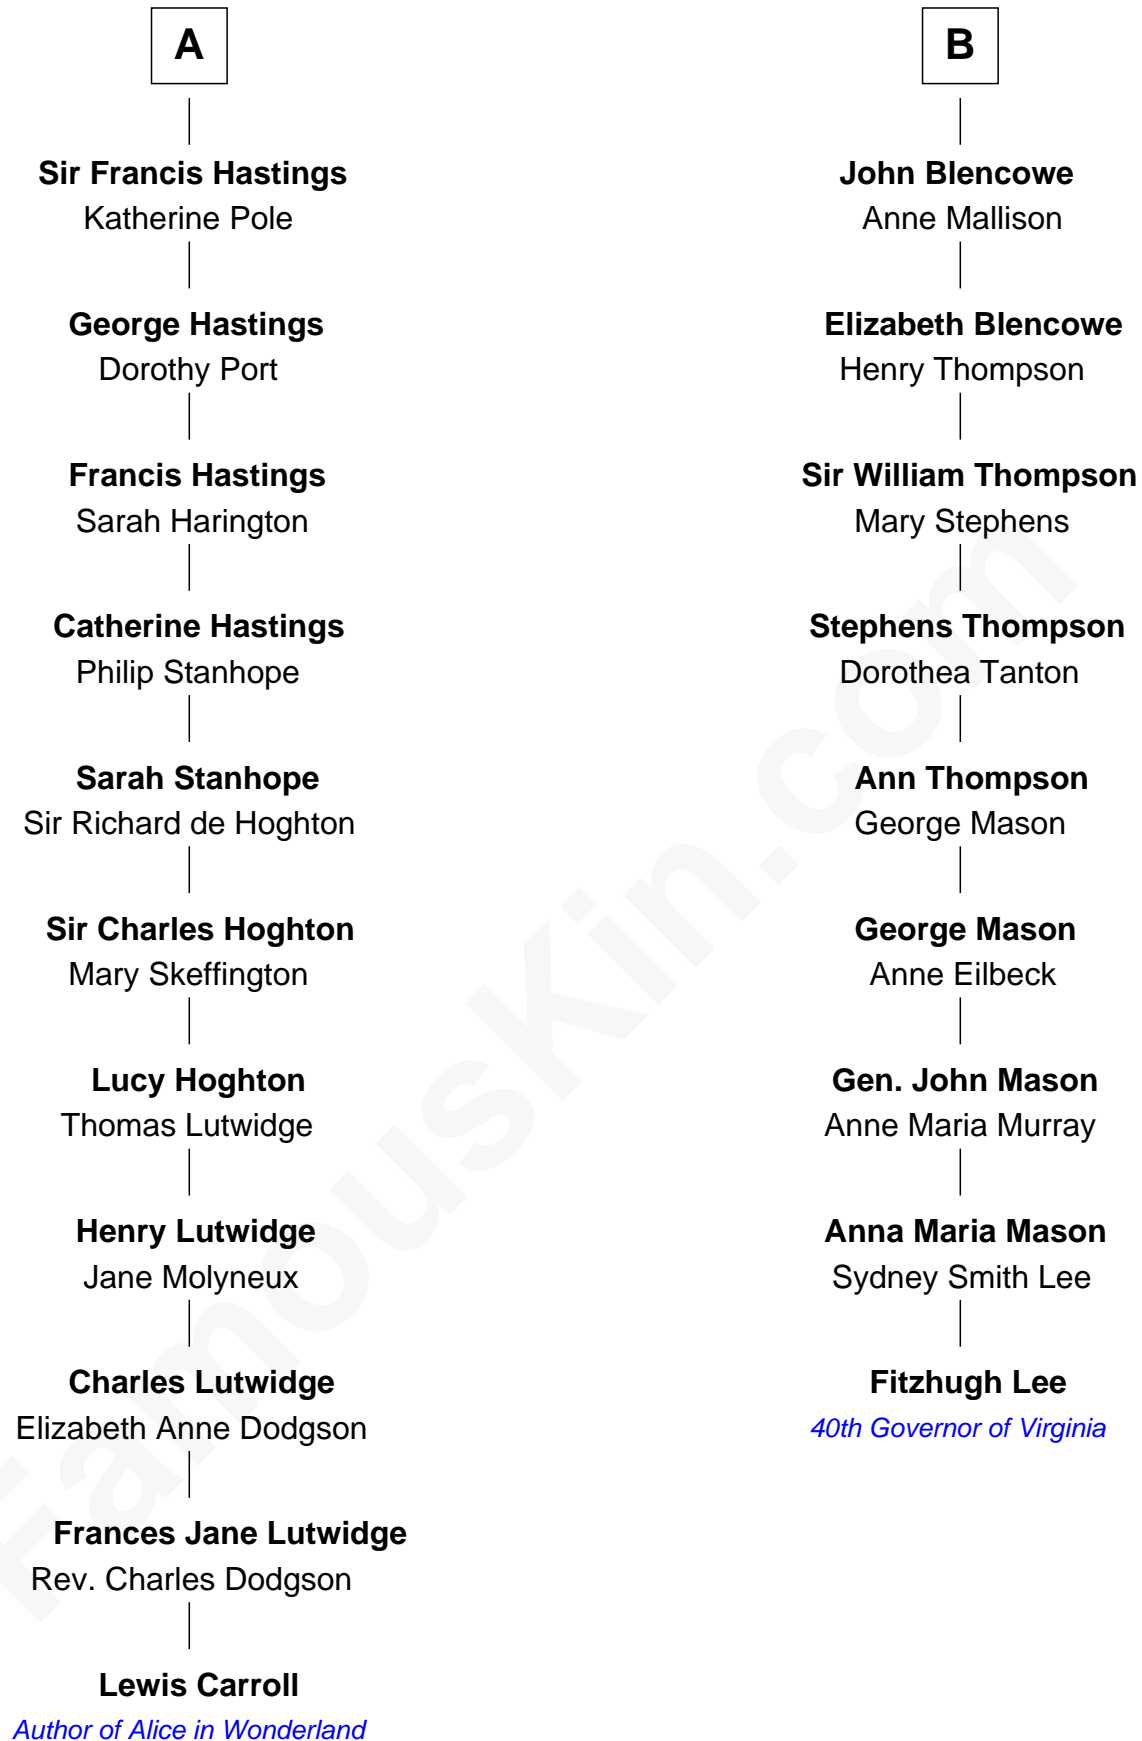 A
Sir Francis Hastings
Katherine Pole
George Hastings
Dorothy Port
Francis Hastings
Sarah Harington
Catherine Hastings
Philip Stanhope
Sarah Stanhope
Sir Richard de Hoghton
Sir Charles Hoghton
Mary Skeffington
Lucy Hoghton
Thomas Lutwidge
Henry Lutwidge
Jane Molyneux
Charles Lutwidge
Elizabeth Anne Dodgson
Frances Jane Lutwidge
Rev. Charles Dodgson
Lewis Carroll
Author of Alice in Wonderland
B
John Blencowe
Anne Mallison
Elizabeth Blencowe
Henry Thompson
Sir William Thompson
Mary Stephens
Stephens Thompson
Dorothea Tanton
Ann Thompson
George Mason
George Mason
Anne Eilbeck
Gen. John Mason
Anne Maria Murray
Anna Maria Mason
Sydney Smith Lee
Fitzhugh Lee
40th Governor of Virginia
FamousKin.com